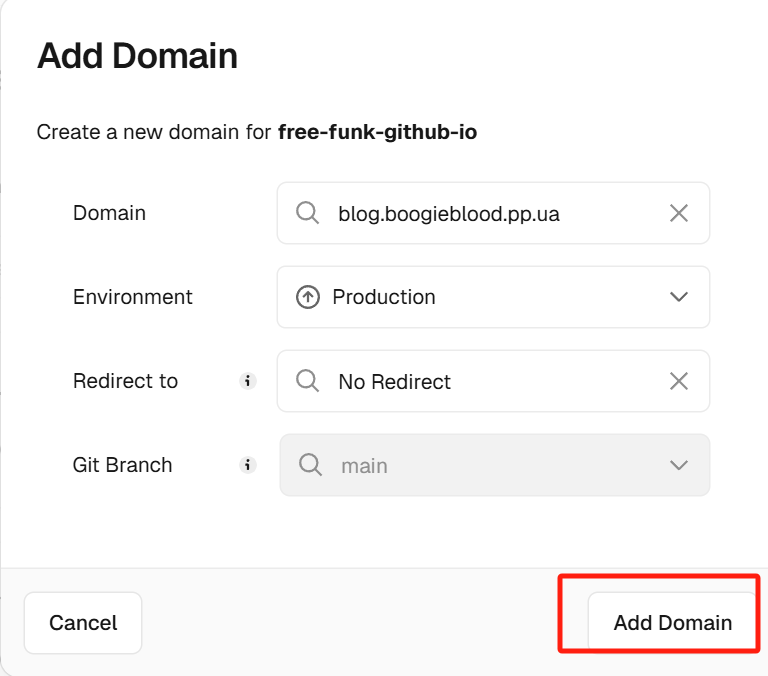 Add Domain
Create a new domain for free-funk-github-io
Domain blog.boogieblood.pp.ua
Environment Production
Redirect to i No Redirect
Git Branch i main
Cancel Add Domain